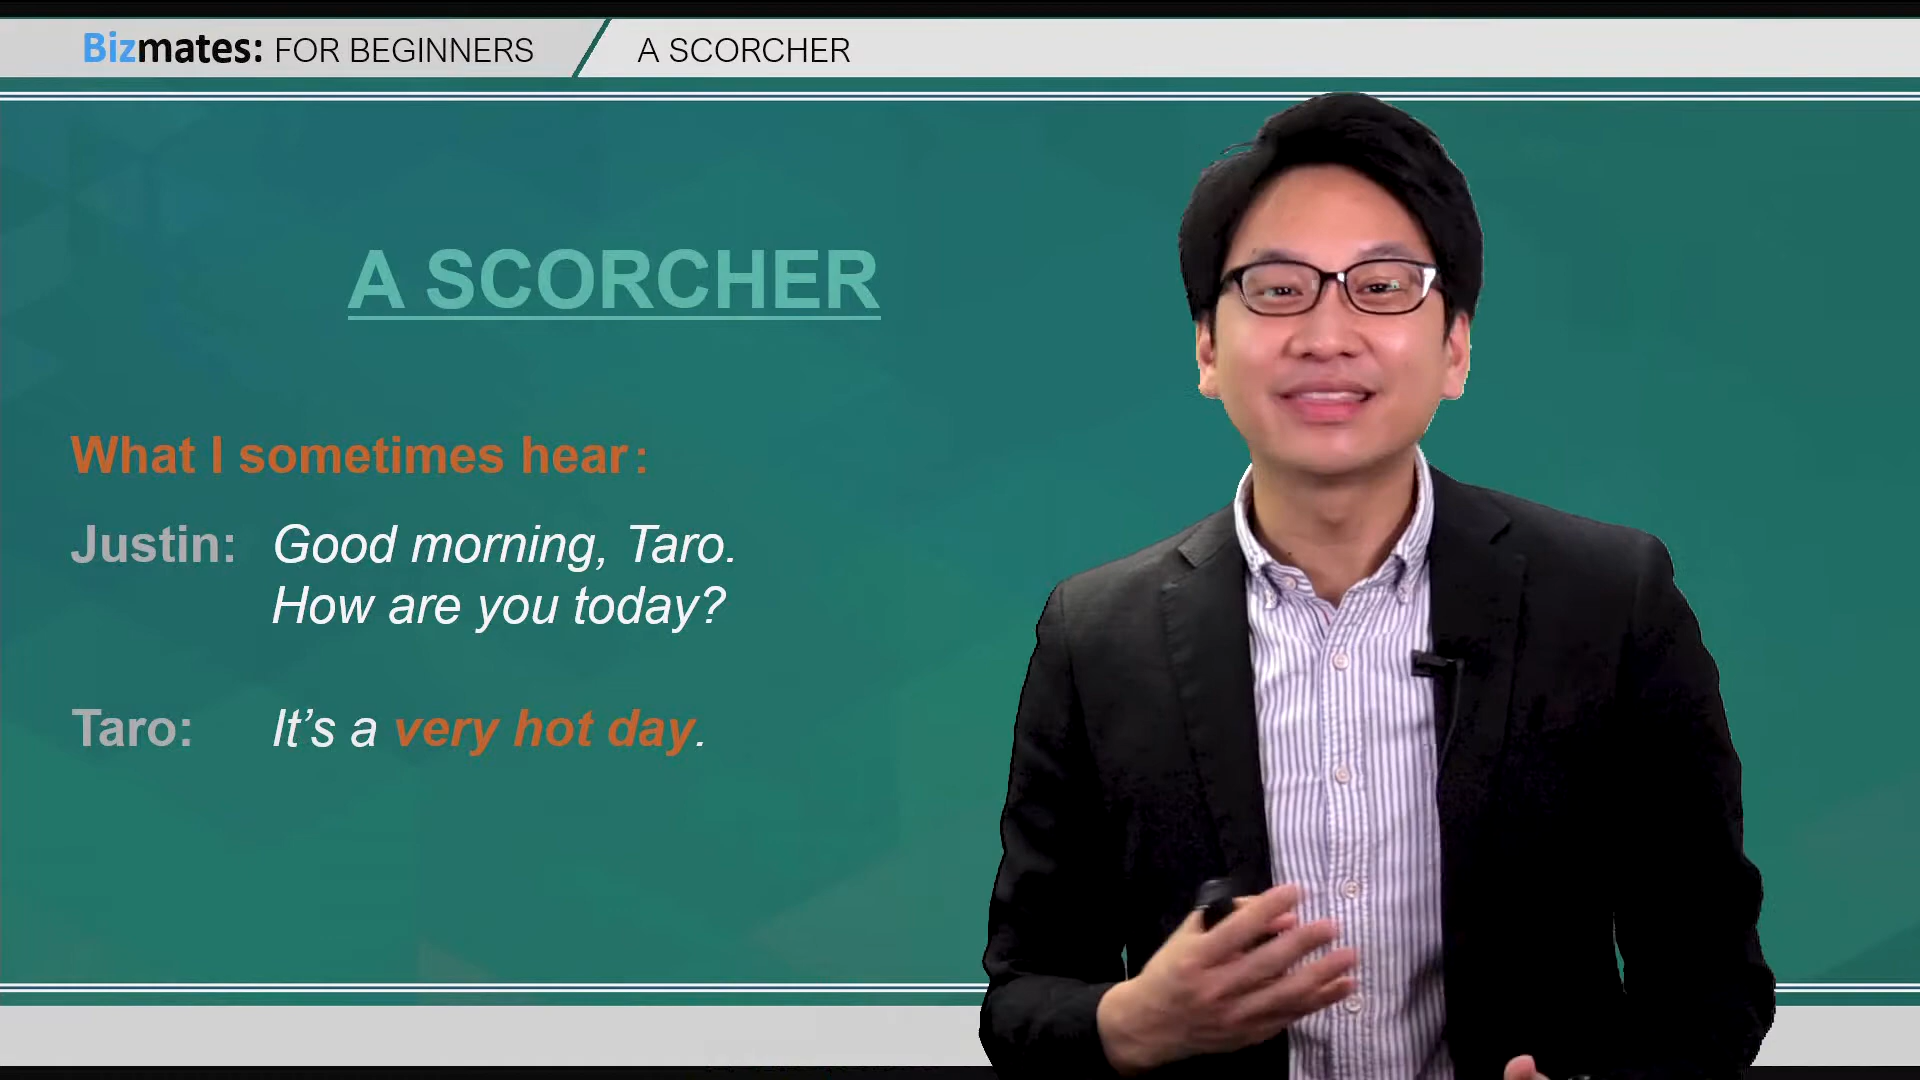 Bizmates: FOR BEGINNERS
A SCORCHER
A SCORCHER
What I sometimes hear:
Justin: Good morning, Taro.
How are you today?
Taro: It's a very hot day.